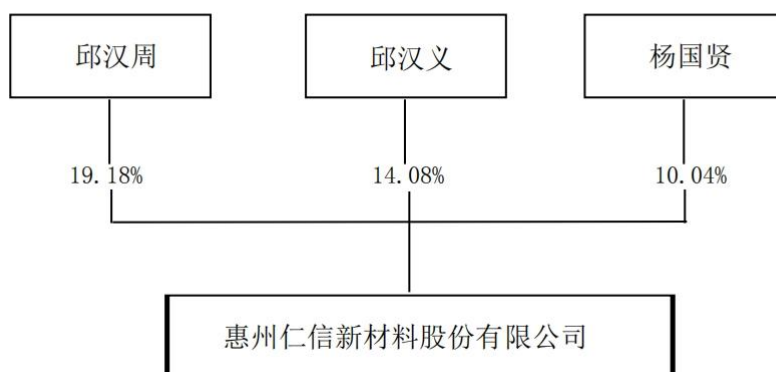 邱汉周
邱汉义
杨国贤
19.18%
14.08%
10.04%
惠州仁信新材料股份有限公司